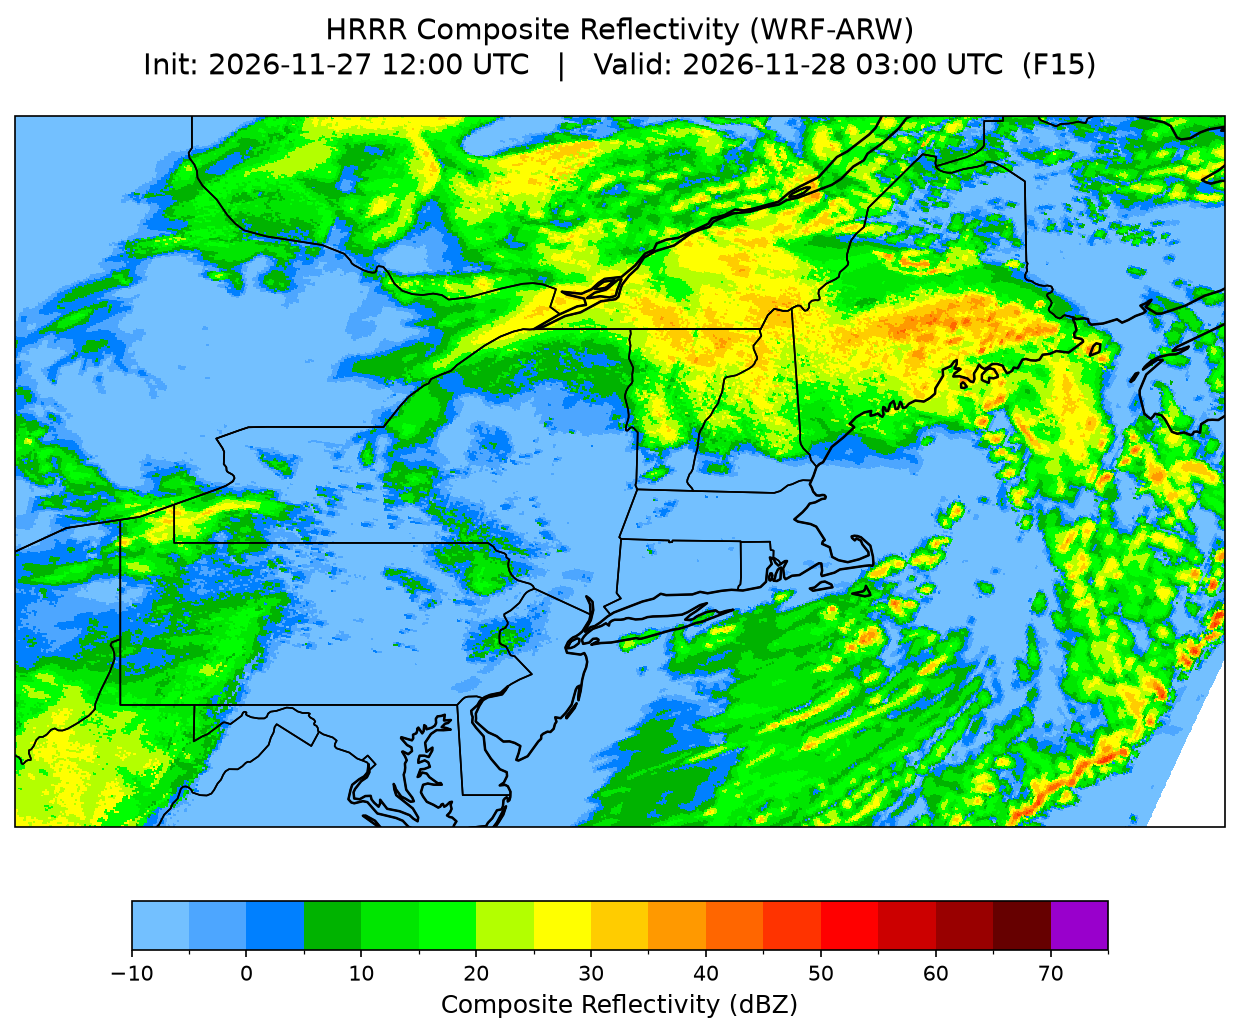 HRRR Composite Reflectivity (WRF-ARW)
Init: 2026-11-27 12:00 UTC   |   Valid: 2026-11-28 03:00 UTC  (F15)
−10 0 10 20 30 40 50 60 70
Composite Reflectivity (dBZ)